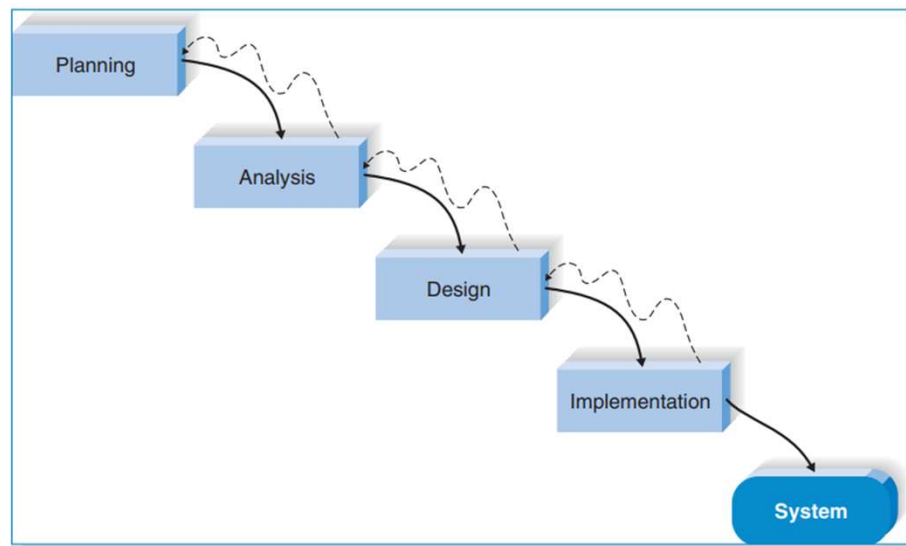 Planning
Analysis
Design
Implementation
System